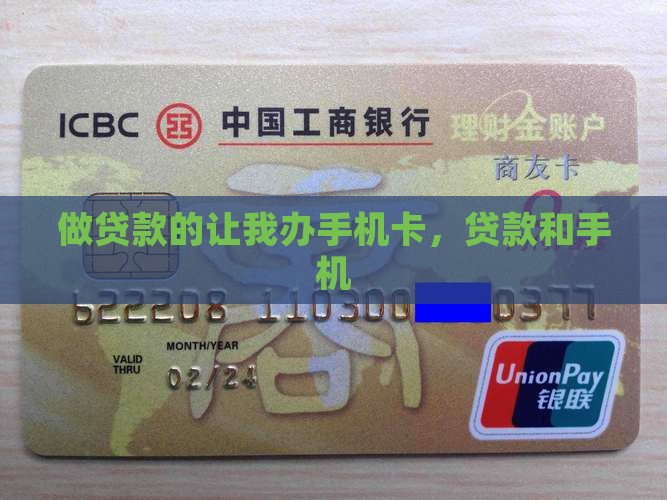 ICBC 中国工商银行 理财金账户
商友卡
做贷款的让我办手机卡，贷款和手
机
622208 110300 0377
MONTH/YEAR
VALID
THRU
02/24
商
UnionPay
银联